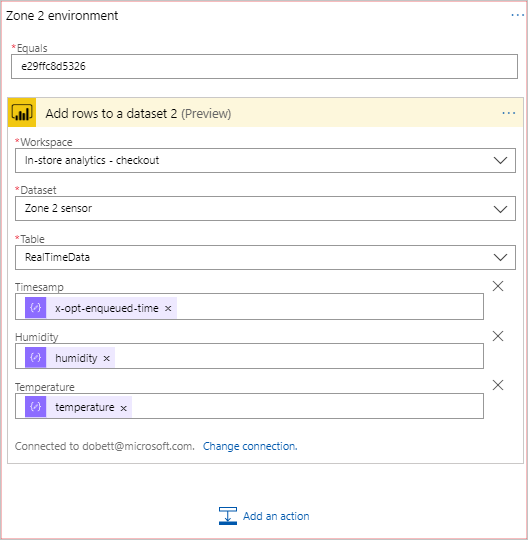 Zone 2 environment
*Equals
e29ffc8d5326
Add rows to a dataset 2 (Preview)
*Workspace
In-store analytics - checkout
*Dataset
Zone 2 sensor
*Table
RealTimeData
Timesamp
x-opt-enqueued-time ×
Humidity
humidity ×
Temperature
temperature ×
Connected to dobett@microsoft.com. Change connection.
Add an action